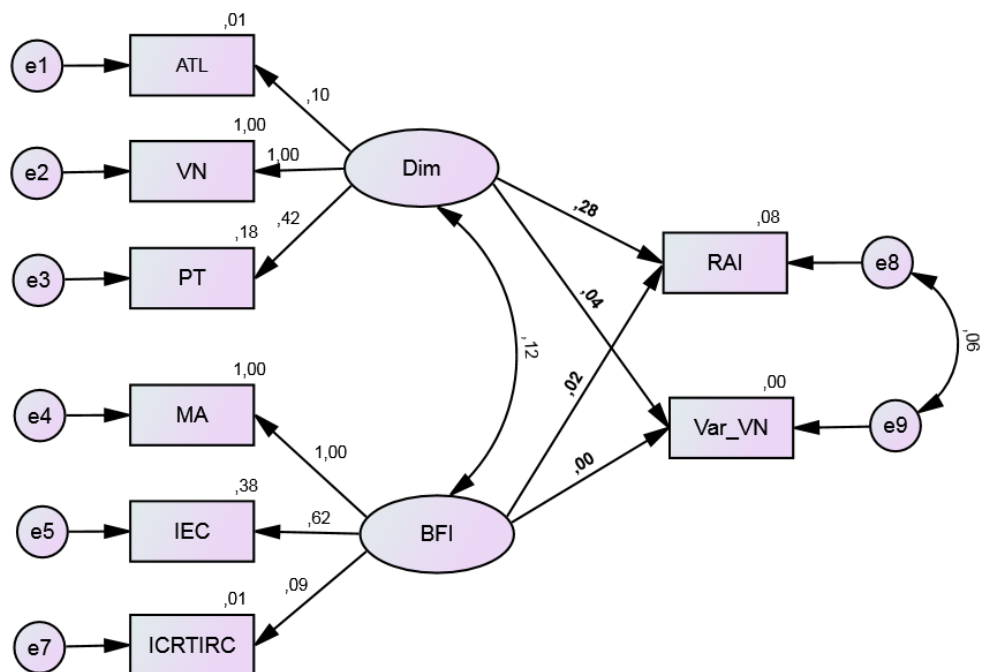 ,01
e1
ATL
,10
1,00
e2
VN
1,00
Dim
,42
,18
e3
PT
,28
,08
RAI
e8
,04
,12
,06
1,00
e4
MA
1,00
,02
,00
Var_VN
e9
,00
,38
e5
IEC
,62
BFI
,09
,01
e7
ICRTIRC